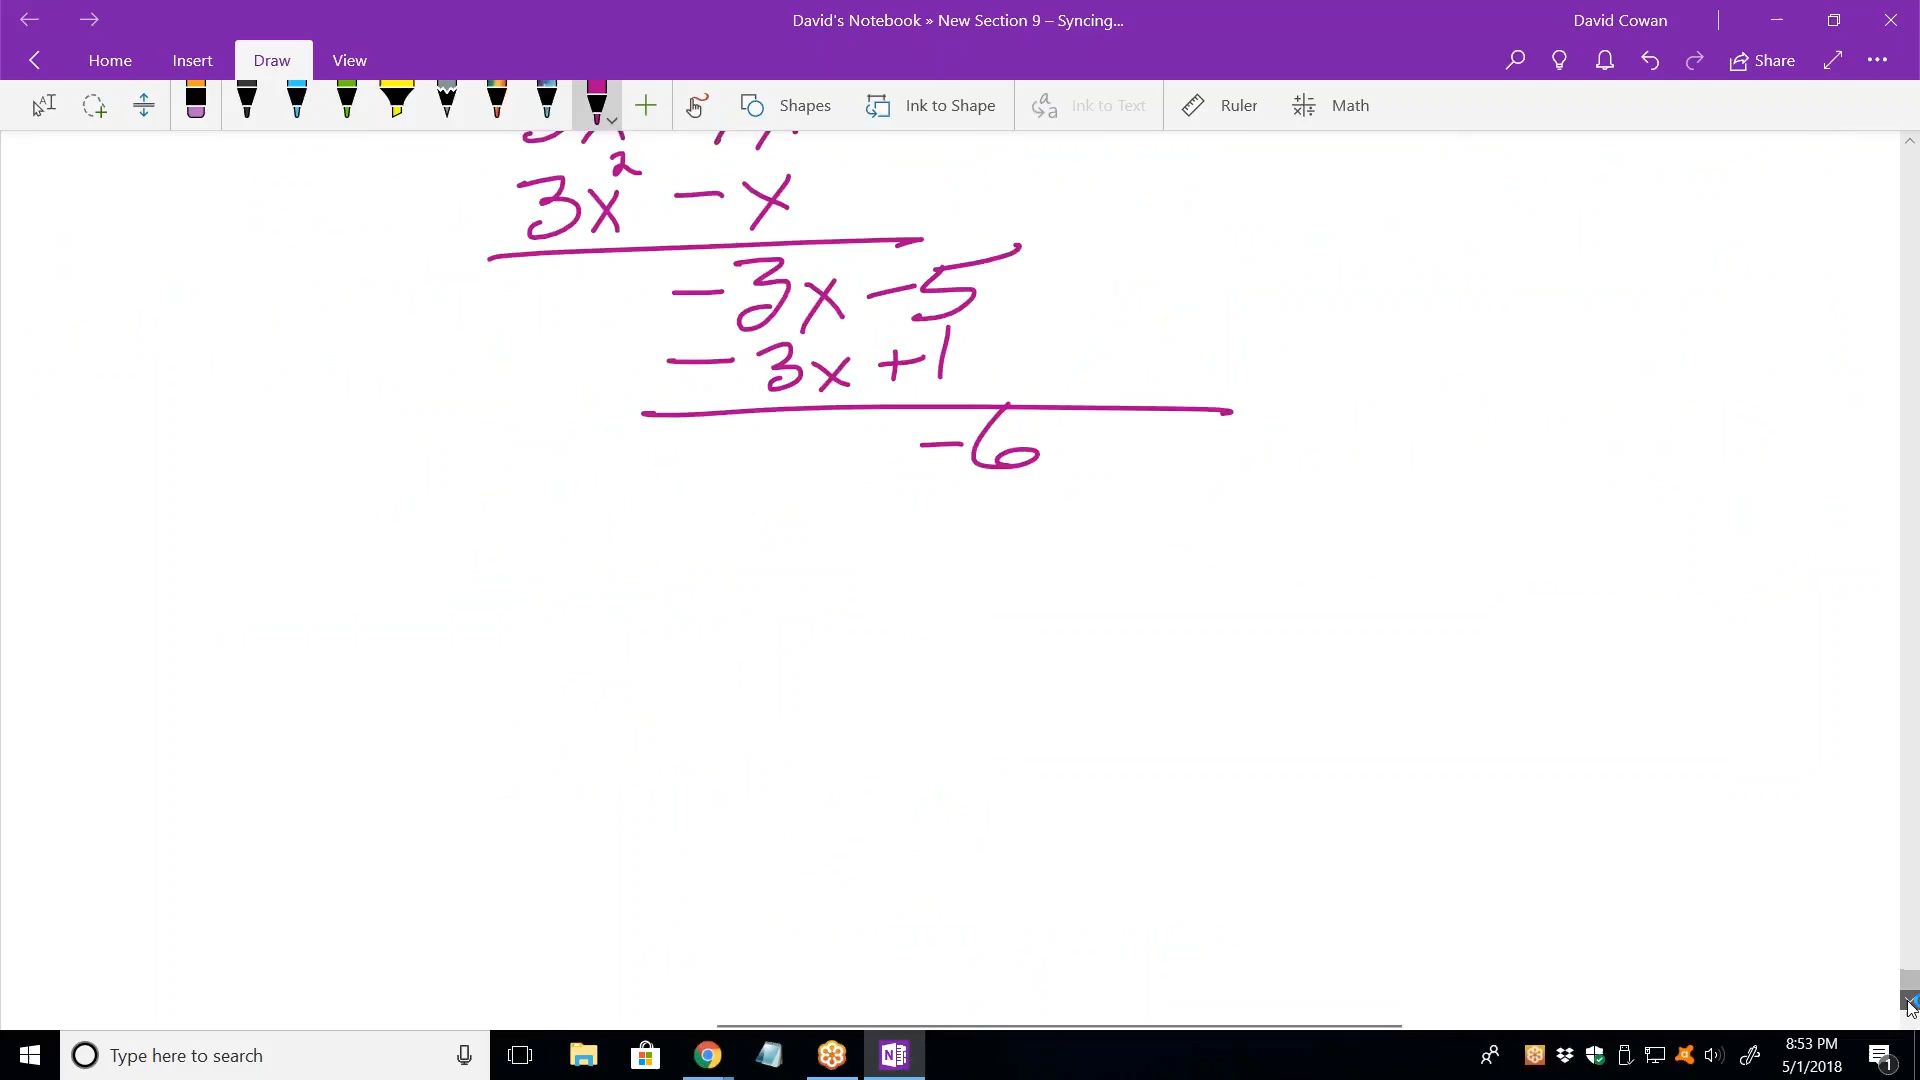 David's Notebook » New Section 9 – Syncing...
David Cowan
Home
Insert
Draw
View
Share
Shapes
Ink to Shape
Ink to Text
Ruler
Math
3x² - x
-3x -5
-3x +1
-6
Type here to search
8:53 PM
5/1/2018
1